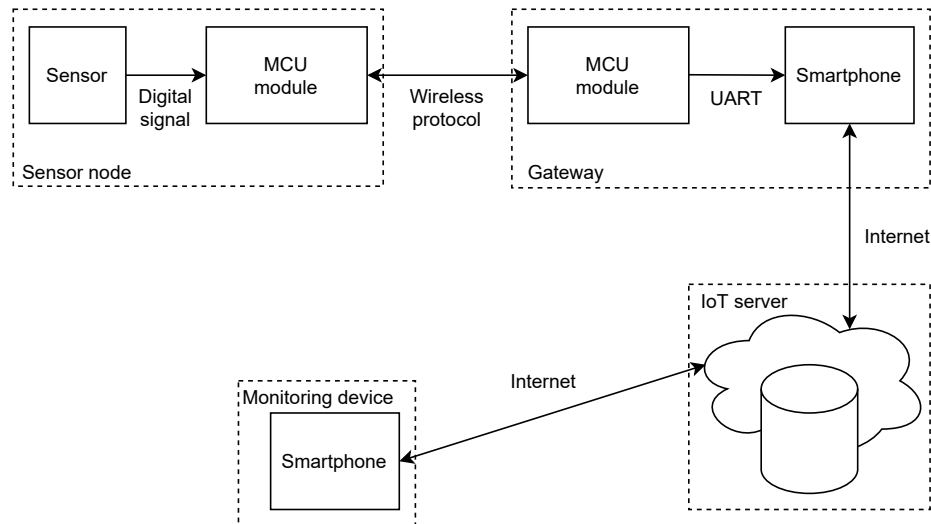 Sensor
Digital
signal
MCU
module
Sensor node
Wireless
protocol
MCU
module
UART
Smartphone
Gateway
Internet
IoT server
Internet
Monitoring device
Smartphone